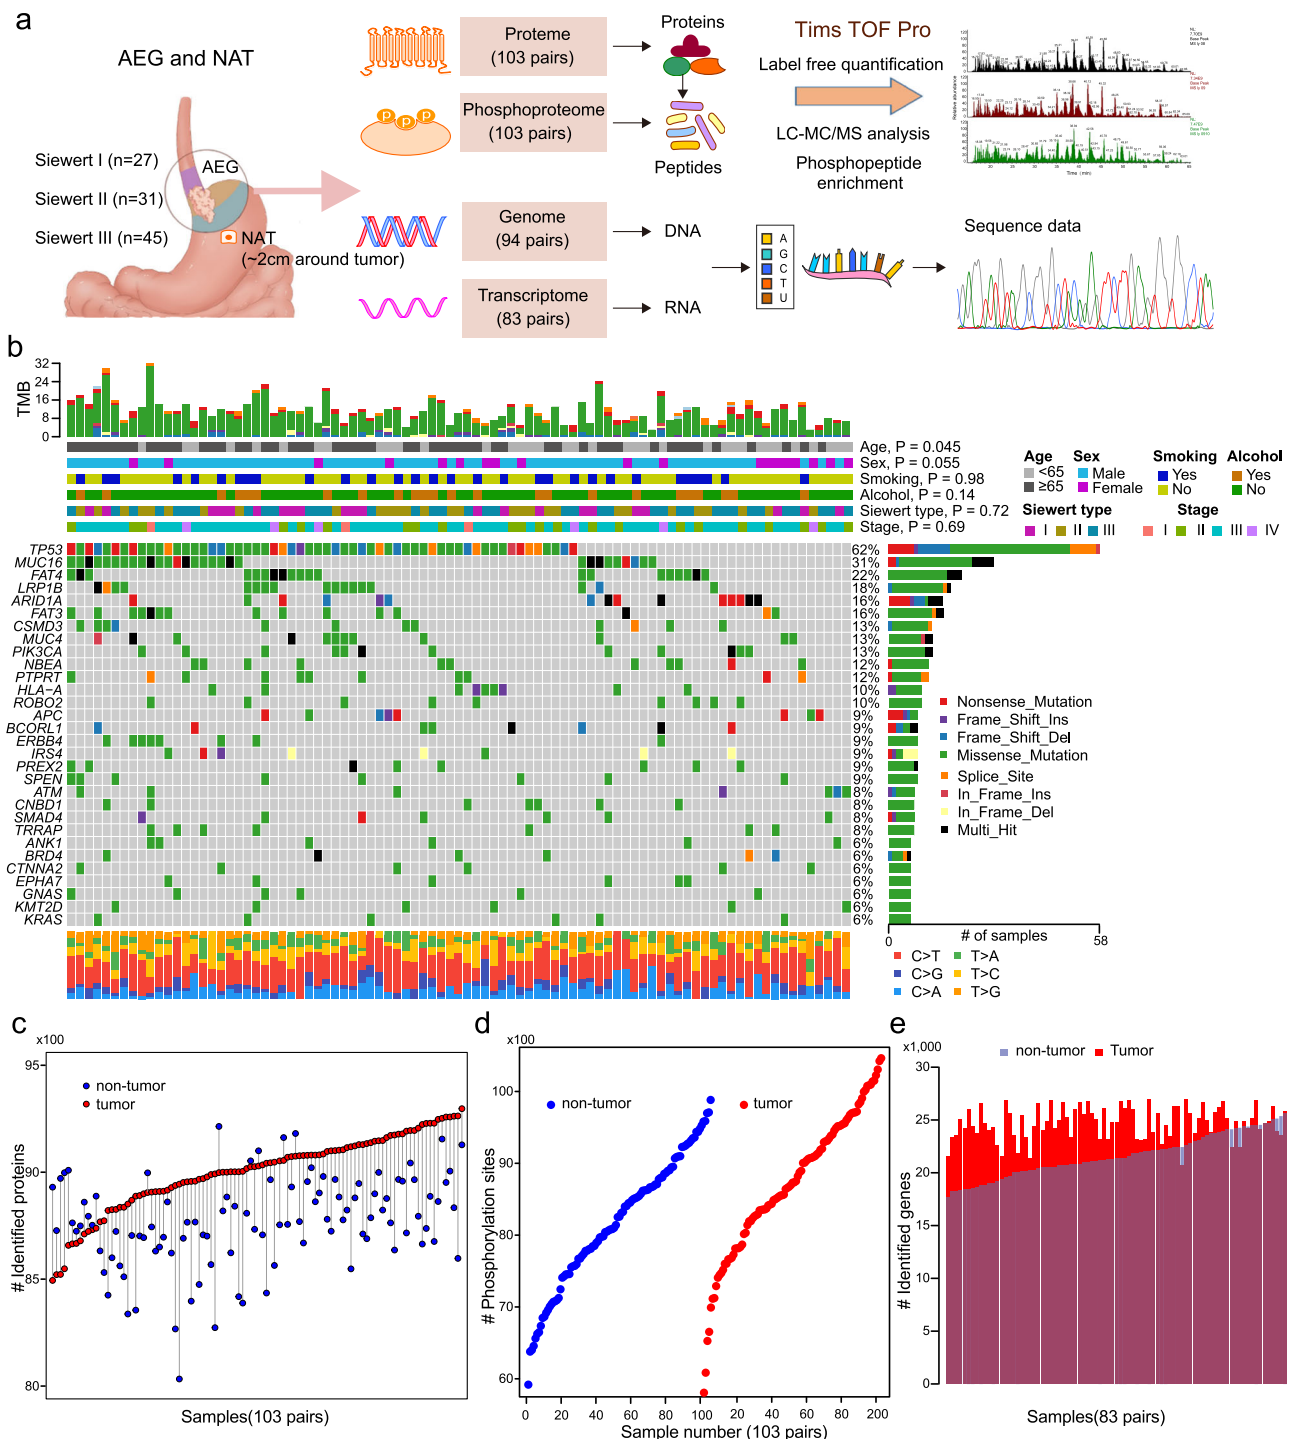 a
AEG and NAT
Siewert I (n=27)
Siewert II (n=31)
Siewert III (n=45)
AEG
NAT
(~2cm around tumor)
Proteme
(103 pairs)
P P P
Phosphoproteome
(103 pairs)
Genome
(94 pairs)
Transcriptome
(83 pairs)
Proteins
Peptides
DNA
RNA
Tims TOF Pro
Label free quantification
LC-MC/MS analysis
Phosphopeptide
enrichment
Relative abundance
Time (min)
A
G
C
T
U
Sequence data
b
TMB
32
24
16
8
0
Age, P = 0.045
Sex, P = 0.055
Smoking, P = 0.98
Alcohol, P = 0.14
Siewert type, P = 0.72
Stage, P = 0.69
Age Sex Smoking Alcohol
<65 Male Yes Yes
≥65 Female No No
Siewert type Stage
I II III I II III IV
TP53 62%
MUC16 31%
FAT4 22%
LRP1B 18%
ARID1A 16%
FAT3 16%
CSMD3 13%
MUC4 13%
PIK3CA 13%
NBEA 12%
PTPRT 12%
HLA−A 10%
ROBO2 10%
APC 9%
BCORL1 9%
ERBB4 9%
IRS4 9%
PREX2 9%
SPEN 9%
ATM 8%
CNBD1 8%
SMAD4 8%
TRRAP 8%
ANK1 6%
BRD4 6%
CTNNA2 6%
EPHA7 6%
GNAS 6%
KMT2D 6%
KRAS 6%
Nonsense_Mutation
Frame_Shift_Ins
Frame_Shift_Del
Missense_Mutation
Splice_Site
In_Frame_Ins
In_Frame_Del
Multi_Hit
# of samples
0 58
C>T T>A
C>G T>C
C>A T>G
c
x100
95
90
85
80
# Identified proteins
non-tumor
tumor
Samples(103 pairs)
d
x100
100
90
80
70
60
# Phosphorylation sites
non-tumor
tumor
0 20 40 60 80 100 20 40 60 80 200
Sample number (103 pairs)
e
x1,000
non-tumor Tumor
30
25
20
15
10
5
0
# Identified genes
Samples(83 pairs)